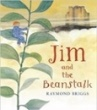 Jim
and the
Beanstalk
RAYMOND BRIGGS